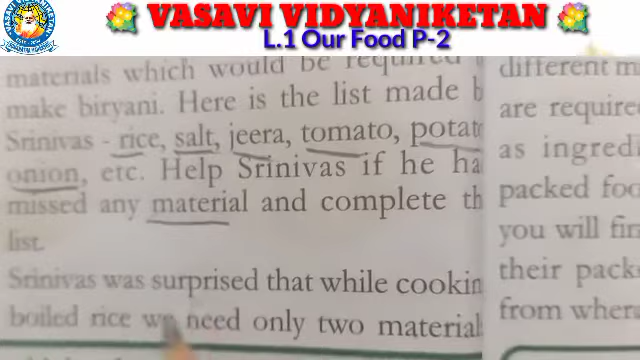 VASAVI VIDYANIKETAN
L.1 Our Food P-2
materials which would be required
make biryani. Here is the list made b
Srinivas - rice, salt, jeera, tomato, potat
onion, etc. Help Srinivas if he ha
missed any material and complete th
list.
Srinivas was surprised that while cookin
boiled rice we need only two material
different m
are require
as ingredi
packed foo
you will fin
their pack
from where